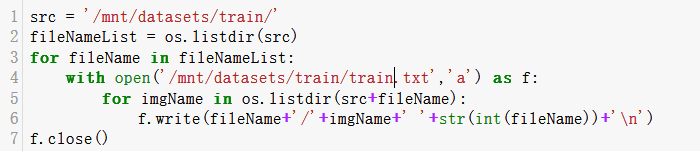 1 src = '/mnt/datasets/train/'
2 fileNameList = os.listdir(src)
3 for fileName in fileNameList:
4     with open('/mnt/datasets/train/train.txt','a') as f:
5         for imgName in os.listdir(src+fileName):
6             f.write(fileName+'/'+imgName+' '+str(int(fileName))+'\n')
7 f.close()